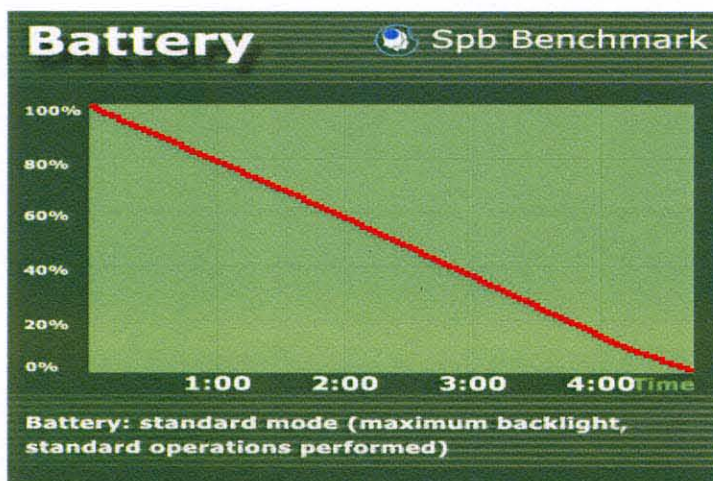 Battery
Spb Benchmark
100%
80%
60%
40%
20%
0%
1:00 2:00 3:00 4:00 Time
Battery: standard mode (maximum backlight,
standard operations performed)